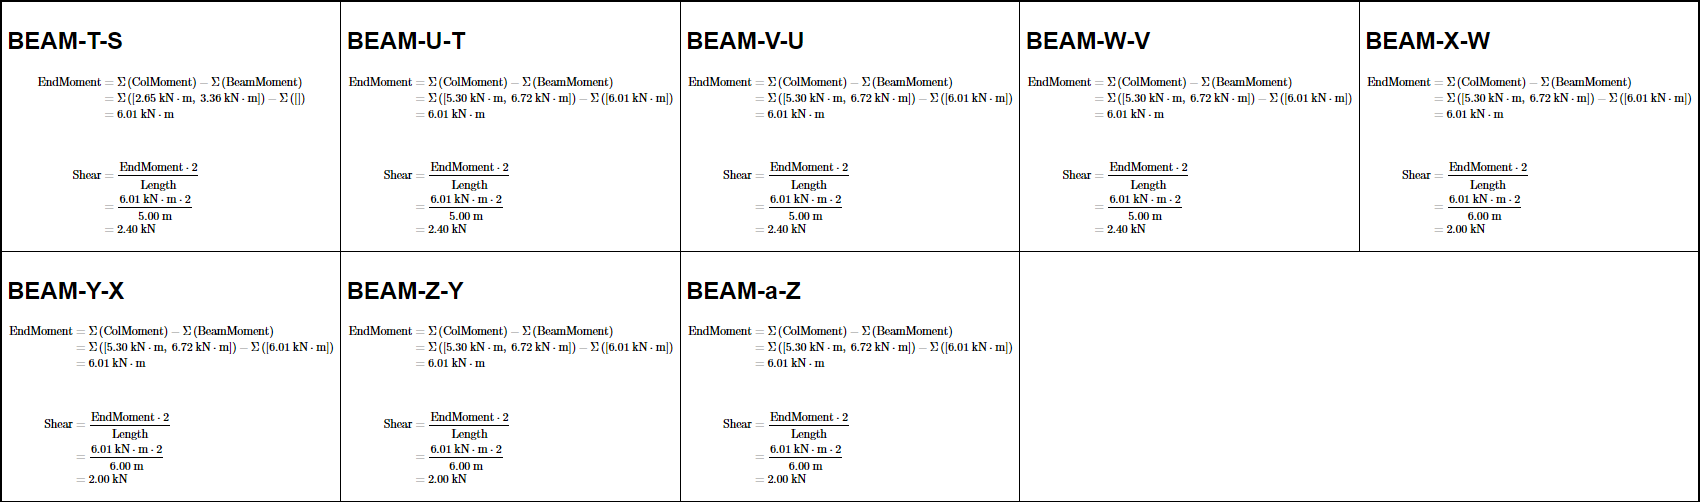 BEAM-T-S
EndMoment = Σ (ColMoment) − Σ (BeamMoment)
= Σ ([2.65 kN · m, 3.36 kN · m]) − Σ ([])
= 6.01 kN · m
Shear = EndMoment · 2 / Length
= 6.01 kN · m · 2 / 5.00 m
= 2.40 kN
BEAM-U-T
EndMoment = Σ (ColMoment) − Σ (BeamMoment)
= Σ ([5.30 kN · m, 6.72 kN · m]) − Σ ([6.01 kN · m])
= 6.01 kN · m
Shear = EndMoment · 2 / Length
= 6.01 kN · m · 2 / 5.00 m
= 2.40 kN
BEAM-V-U
EndMoment = Σ (ColMoment) − Σ (BeamMoment)
= Σ ([5.30 kN · m, 6.72 kN · m]) − Σ ([6.01 kN · m])
= 6.01 kN · m
Shear = EndMoment · 2 / Length
= 6.01 kN · m · 2 / 5.00 m
= 2.40 kN
BEAM-W-V
EndMoment = Σ (ColMoment) − Σ (BeamMoment)
= Σ ([5.30 kN · m, 6.72 kN · m]) − Σ ([6.01 kN · m])
= 6.01 kN · m
Shear = EndMoment · 2 / Length
= 6.01 kN · m · 2 / 5.00 m
= 2.40 kN
BEAM-X-W
EndMoment = Σ (ColMoment) − Σ (BeamMoment)
= Σ ([5.30 kN · m, 6.72 kN · m]) − Σ ([6.01 kN · m])
= 6.01 kN · m
Shear = EndMoment · 2 / Length
= 6.01 kN · m · 2 / 6.00 m
= 2.00 kN
BEAM-Y-X
EndMoment = Σ (ColMoment) − Σ (BeamMoment)
= Σ ([5.30 kN · m, 6.72 kN · m]) − Σ ([6.01 kN · m])
= 6.01 kN · m
Shear = EndMoment · 2 / Length
= 6.01 kN · m · 2 / 6.00 m
= 2.00 kN
BEAM-Z-Y
EndMoment = Σ (ColMoment) − Σ (BeamMoment)
= Σ ([5.30 kN · m, 6.72 kN · m]) − Σ ([6.01 kN · m])
= 6.01 kN · m
Shear = EndMoment · 2 / Length
= 6.01 kN · m · 2 / 6.00 m
= 2.00 kN
BEAM-a-Z
EndMoment = Σ (ColMoment) − Σ (BeamMoment)
= Σ ([5.30 kN · m, 6.72 kN · m]) − Σ ([6.01 kN · m])
= 6.01 kN · m
Shear = EndMoment · 2 / Length
= 6.01 kN · m · 2 / 6.00 m
= 2.00 kN